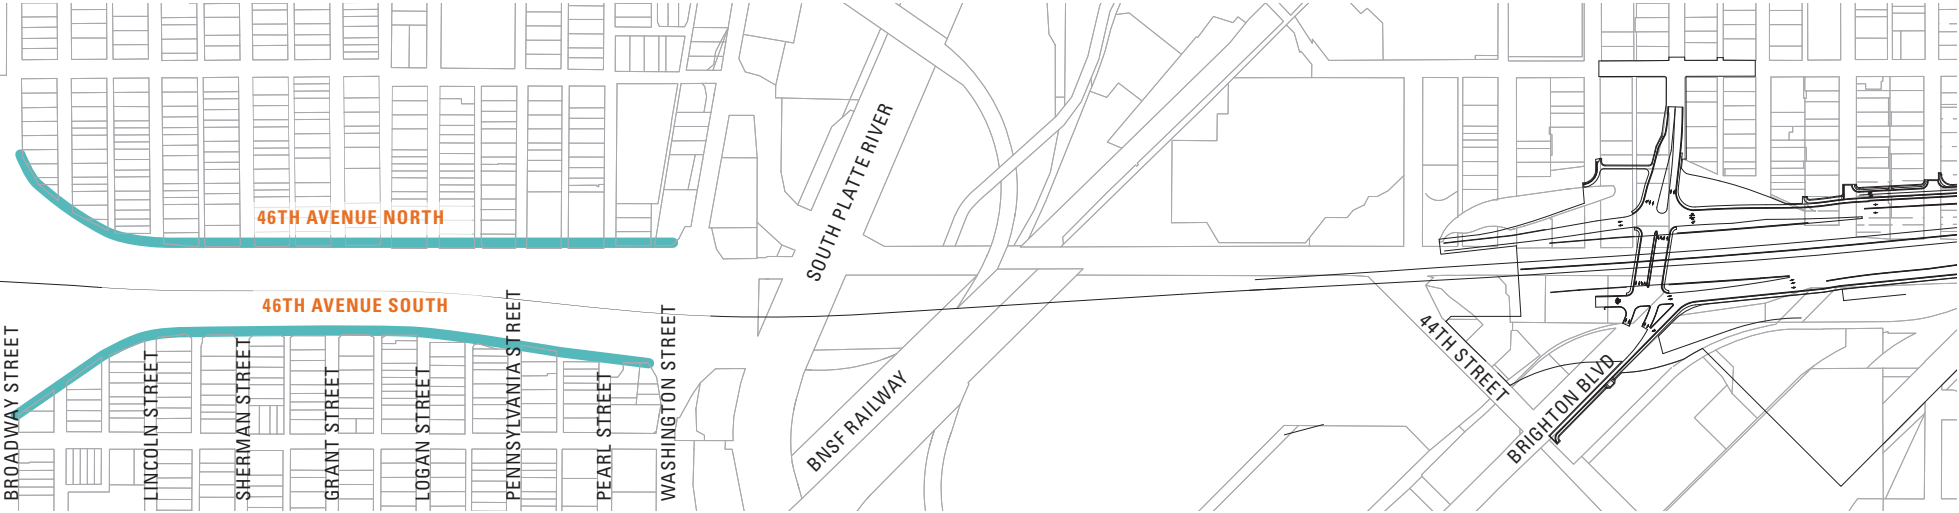 46TH AVENUE NORTH
46TH AVENUE SOUTH
BROADWAY STREET
LINCOLN STREET
SHERMAN STREET
GRANT STREET
LOGAN STREET
PENNSYLVANIA STREET
PEARL STREET
WASHINGTON STREET
SOUTH PLATTE RIVER
BNSF RAILWAY
44TH STREET
BRIGHTON BLVD